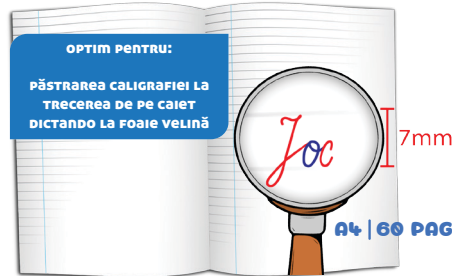 OPTIM PENTRU:
PĂSTRAREA CALIGRAFIEI LA
TRECEREA DE PE CAIET
DICTANDO LA FOAIE VELINĂ
Joc
7mm
A4 | 60 PAG